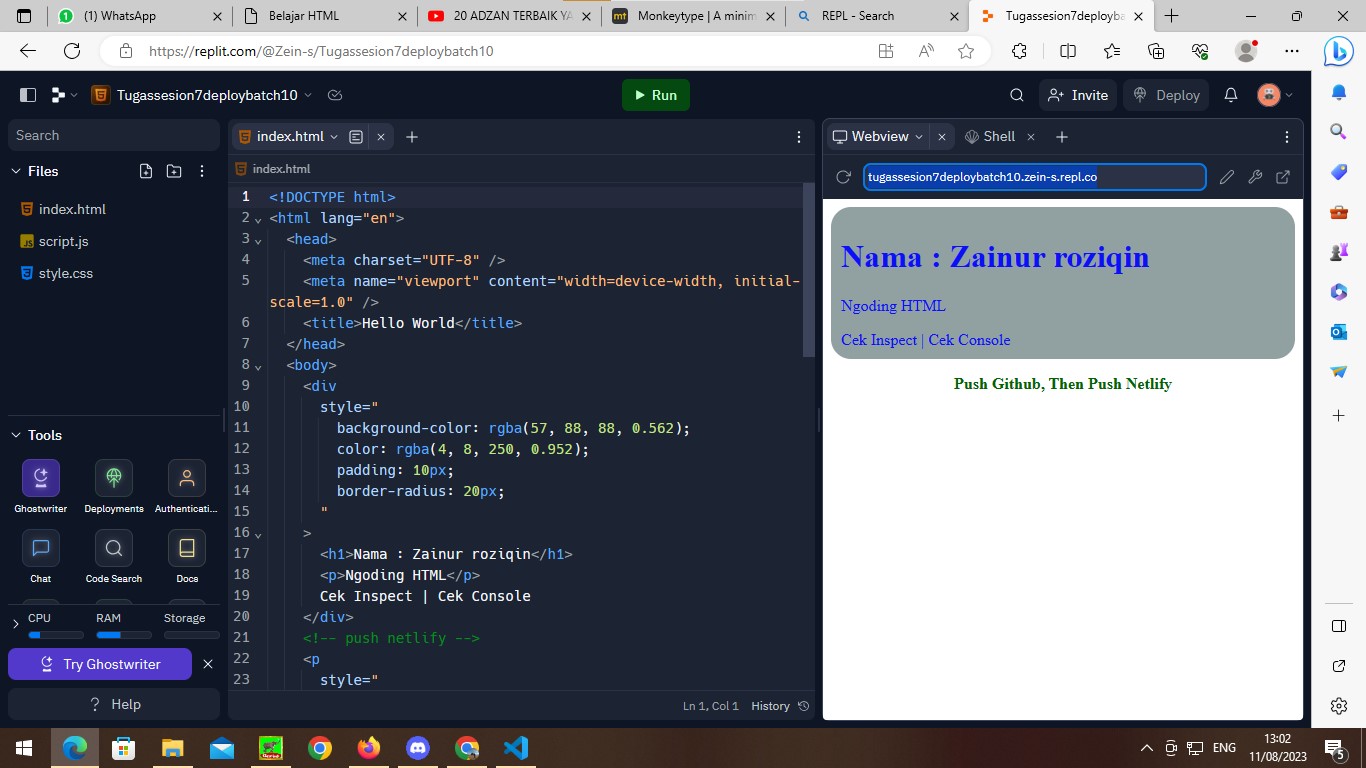 (1) WhatsApp
Belajar HTML
20 ADZAN TERBAIK YA
Monkeytype | A minim
REPL - Search
Tugassesion7deployba
https://replit.com/@Zein-s/Tugassesion7deploybatch10
Tugassesion7deploybatch10
Run
Invite
Deploy
Search
Files
index.html
script.js
style.css
Tools
Ghostwriter
Deployments
Authenticati...
Chat
Code Search
Docs
CPU
RAM
Storage
Try Ghostwriter
? Help
index.html
index.html
1 <!DOCTYPE html>
2 <html lang="en">
3 <head>
4 <meta charset="UTF-8" />
5 <meta name="viewport" content="width=device-width, initial-
scale=1.0" />
6 <title>Hello World</title>
7 </head>
8 <body>
9 <div
10 style="
11 background-color: rgba(57, 88, 88, 0.562);
12 color: rgba(4, 8, 250, 0.952);
13 padding: 10px;
14 border-radius: 20px;
15 "
16 >
17 <h1>Nama : Zainur roziqin</h1>
18 <p>Ngoding HTML</p>
19 Cek Inspect | Cek Console
20 </div>
21 <!-- push netlify -->
22 <p
23 style="
Ln 1, Col 1 History
Webview
Shell
tugassesion7deploybatch10.zein-s.repl.co
Nama : Zainur roziqin
Ngoding HTML
Cek Inspect | Cek Console
Push Github, Then Push Netlify
ENG
13:02
11/08/2023
5